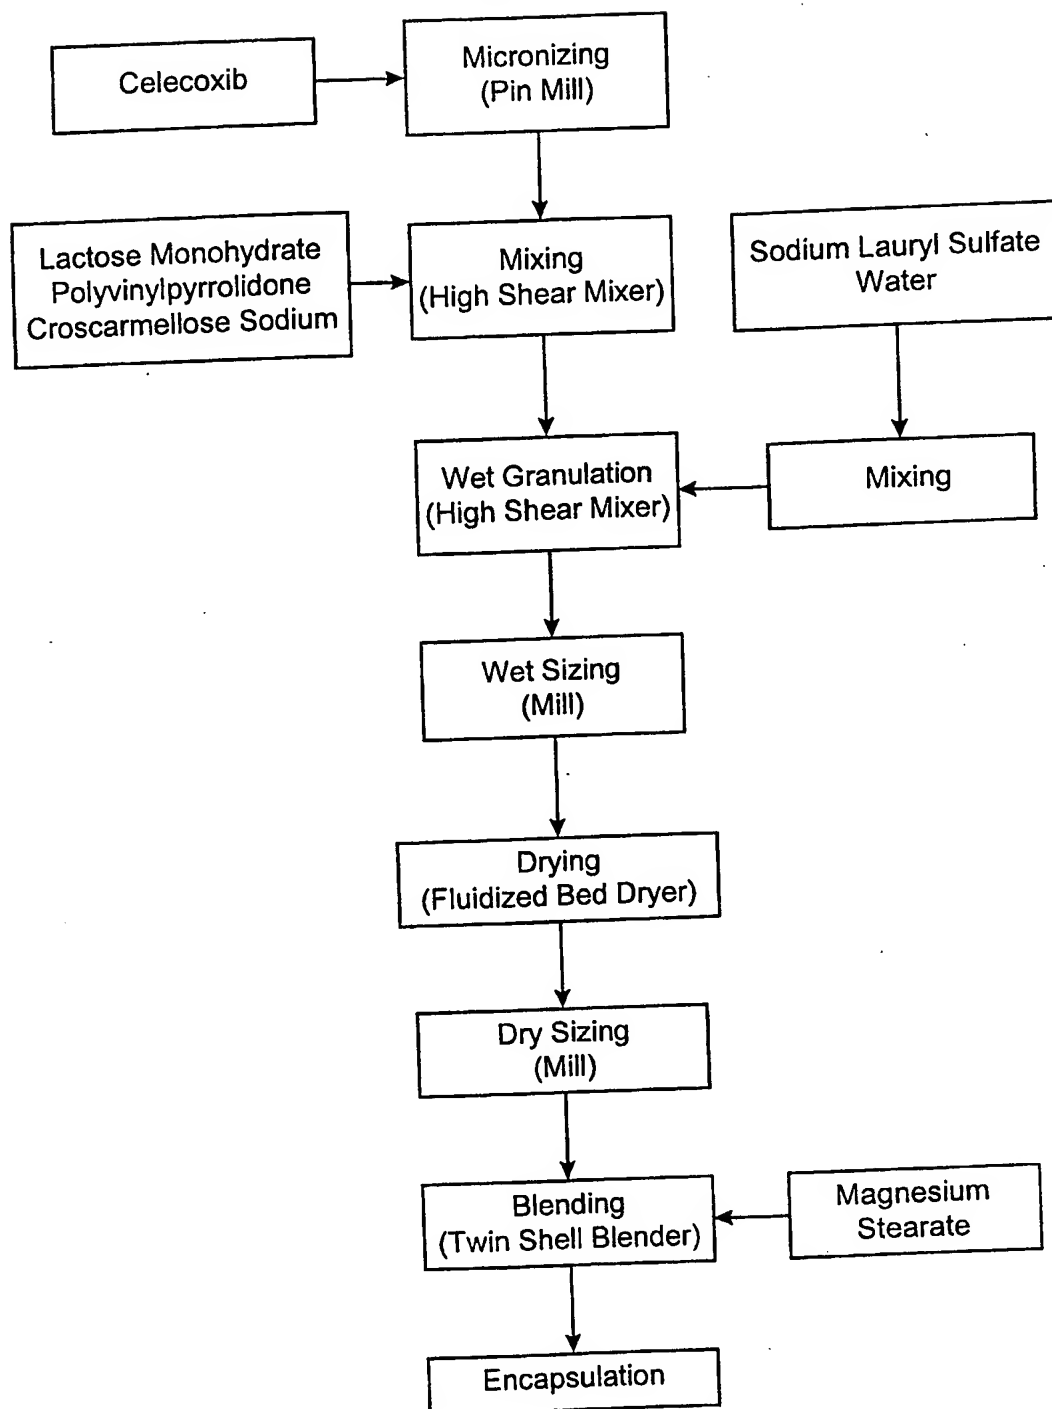 Celecoxib
Micronizing
(Pin Mill)
Lactose Monohydrate
Polyvinylpyrrolidone
Croscarmellose Sodium
Mixing
(High Shear Mixer)
Sodium Lauryl Sulfate
Water
Wet Granulation
(High Shear Mixer)
Mixing
Wet Sizing
(Mill)
Drying
(Fluidized Bed Dryer)
Dry Sizing
(Mill)
Blending
(Twin Shell Blender)
Magnesium
Stearate
Encapsulation